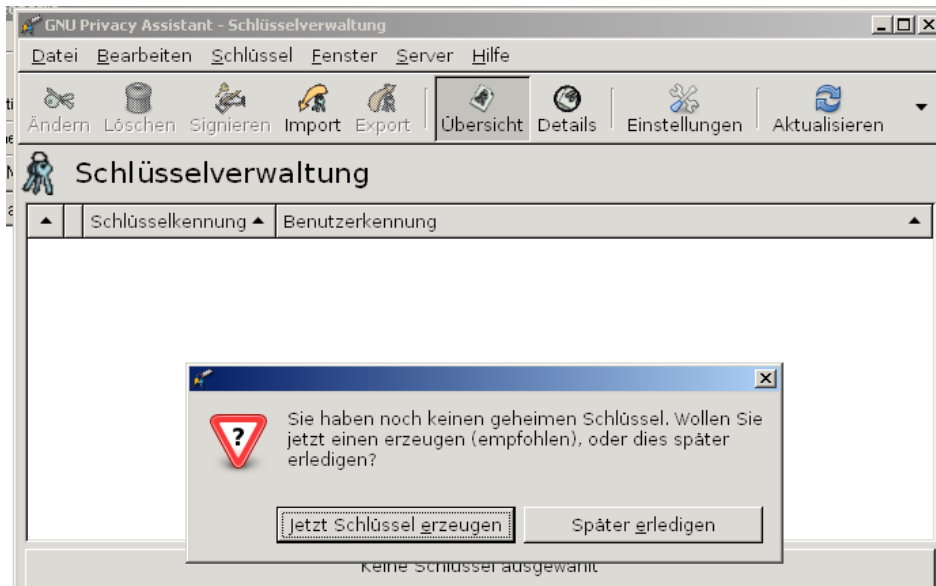 GNU Privacy Assistant - Schlüsselverwaltung
Datei Bearbeiten Schlüssel Fenster Server Hilfe
Ändern Löschen Signieren Import Export Übersicht Details Einstellungen Aktualisieren
Schlüsselverwaltung
Schlüsselkennung Benutzerkennung
Sie haben noch keinen geheimen Schlüssel. Wollen Sie
jetzt einen erzeugen (empfohlen), oder dies später
erledigen?
Jetzt Schlüssel erzeugen Später erledigen
Keine Schlüssel ausgewählt